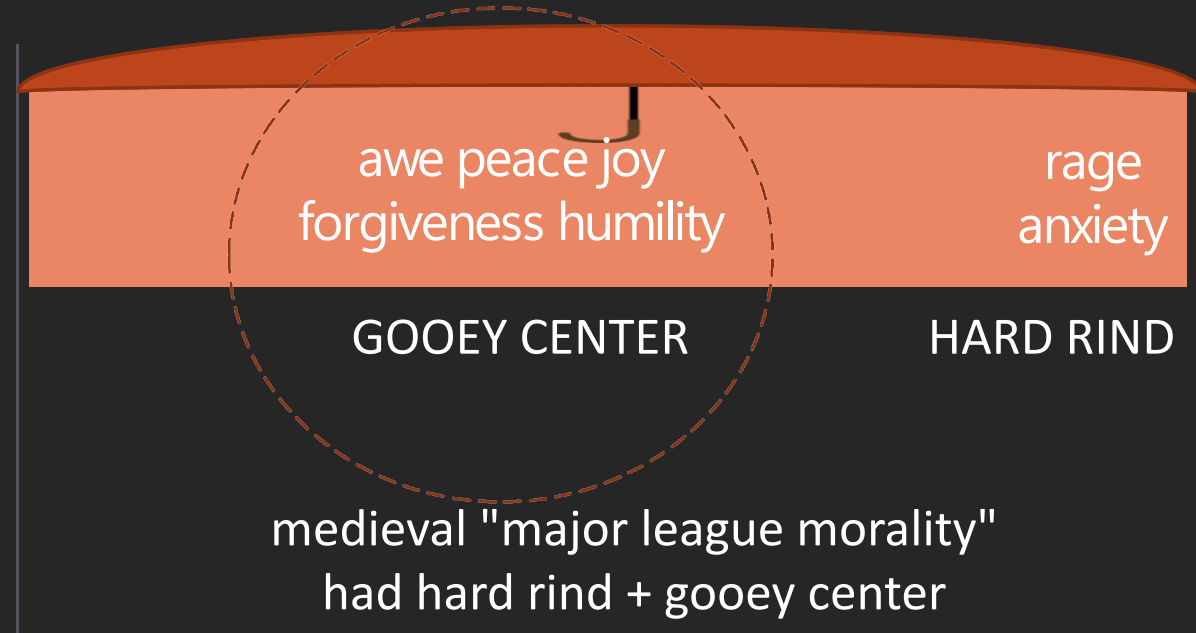 awe peace joy
forgiveness humility
rage
anxiety
GOOEY CENTER
HARD RIND
medieval "major league morality"
had hard rind + gooey center